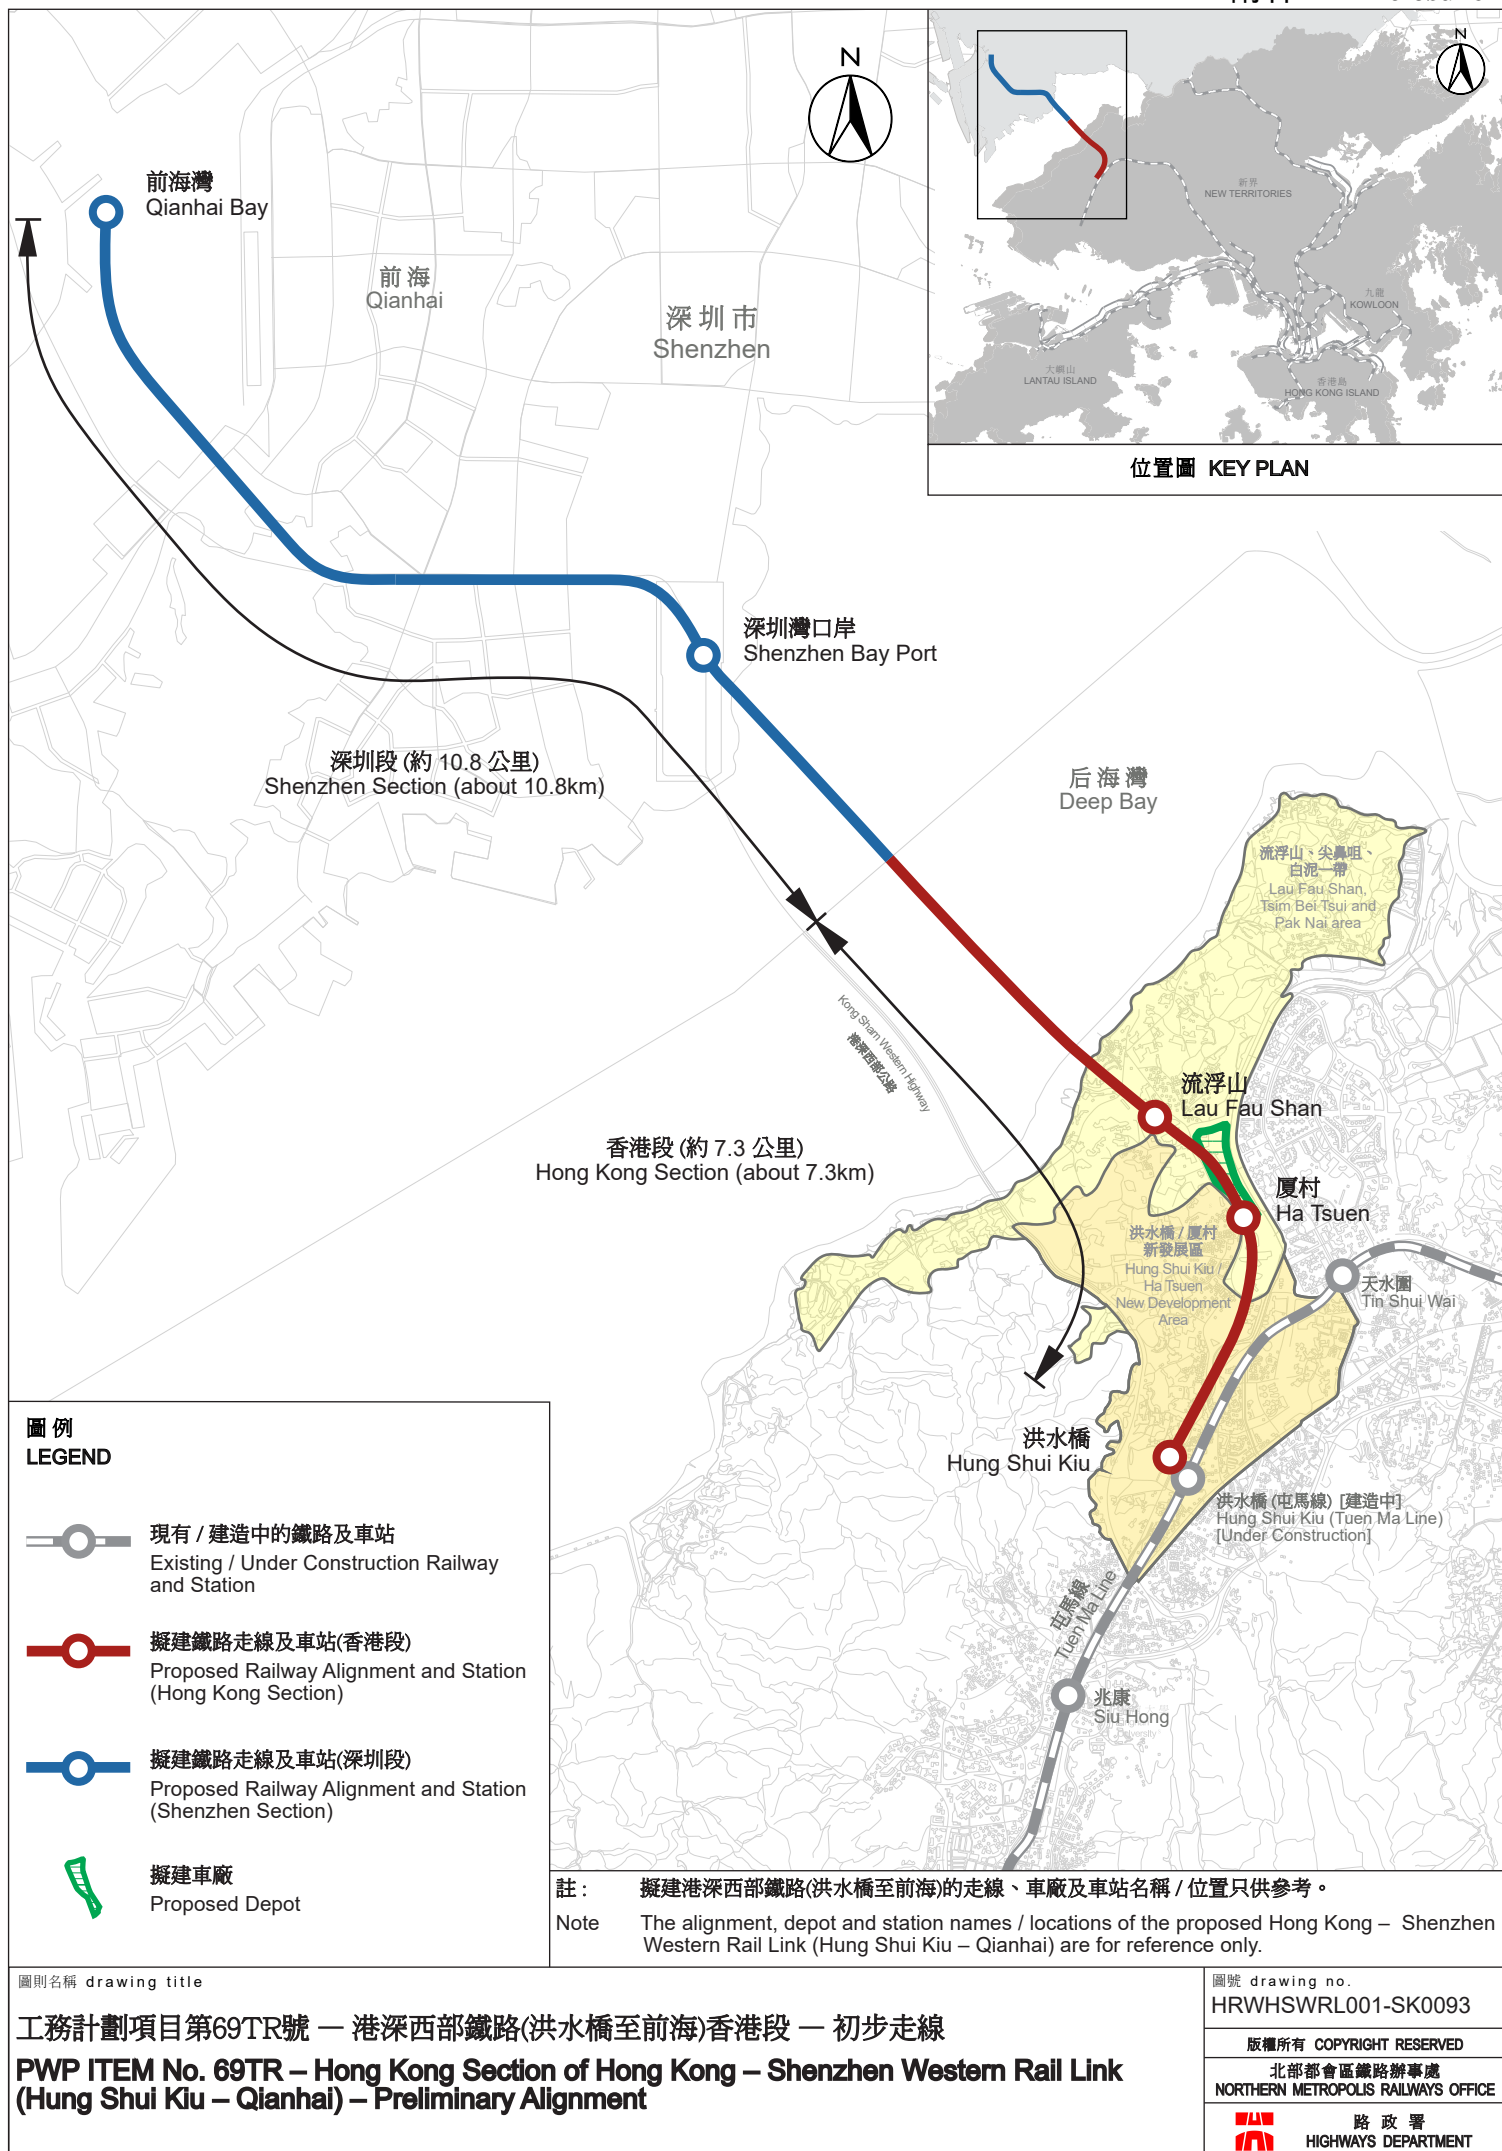 N
前海灣
Qianhai Bay
前海
Qianhai
深圳市
Shenzhen
N
新界
NEW TERRITORIES
九龍
KOWLOON
大嶼山
LANTAU ISLAND
香港島
HONG KONG ISLAND
位置圖 KEY PLAN
深圳灣口岸
Shenzhen Bay Port
深圳段 (約 10.8 公里)
Shenzhen Section (about 10.8km)
后海灣
Deep Bay
流浮山、尖鼻咀、
白泥一帶
Lau Fau Shan,
Tsim Bei Tsui and
Pak Nai area
Kong Sham Western Highway
港深西部公路
流浮山
Lau Fau Shan
香港段 (約 7.3 公里)
Hong Kong Section (about 7.3km)
厦村
Ha Tsuen
洪水橋 / 厦村
新發展區
Hung Shui Kiu /
Ha Tsuen
New Development
Area
天水圍
Tin Shui Wai
洪水橋
Hung Shui Kiu
洪水橋 (屯馬線) [建造中]
Hung Shui Kiu (Tuen Ma Line)
[Under Construction]
屯馬線
Tuen Ma Line
兆康
Siu Hong
圖例
LEGEND
現有 / 建造中的鐵路及車站
Existing / Under Construction Railway
and Station
擬建鐵路走線及車站(香港段)
Proposed Railway Alignment and Station
(Hong Kong Section)
擬建鐵路走線及車站(深圳段)
Proposed Railway Alignment and Station
(Shenzhen Section)
擬建車廠
Proposed Depot
註 : 擬建港深西部鐵路(洪水橋至前海)的走線、車廠及車站名稱 / 位置只供參考。
Note The alignment, depot and station names / locations of the proposed Hong Kong – Shenzhen
Western Rail Link (Hung Shui Kiu – Qianhai) are for reference only.
圖則名稱 drawing title
工務計劃項目第69TR號 — 港深西部鐵路(洪水橋至前海)香港段 — 初步走線
PWP ITEM No. 69TR – Hong Kong Section of Hong Kong – Shenzhen Western Rail Link
(Hung Shui Kiu – Qianhai) – Preliminary Alignment
圖號 drawing no.
HRWHSWRL001-SK0093
版權所有 COPYRIGHT RESERVED
北部都會區鐵路辦事處
NORTHERN METROPOLIS RAILWAYS OFFICE
路政署
HIGHWAYS DEPARTMENT